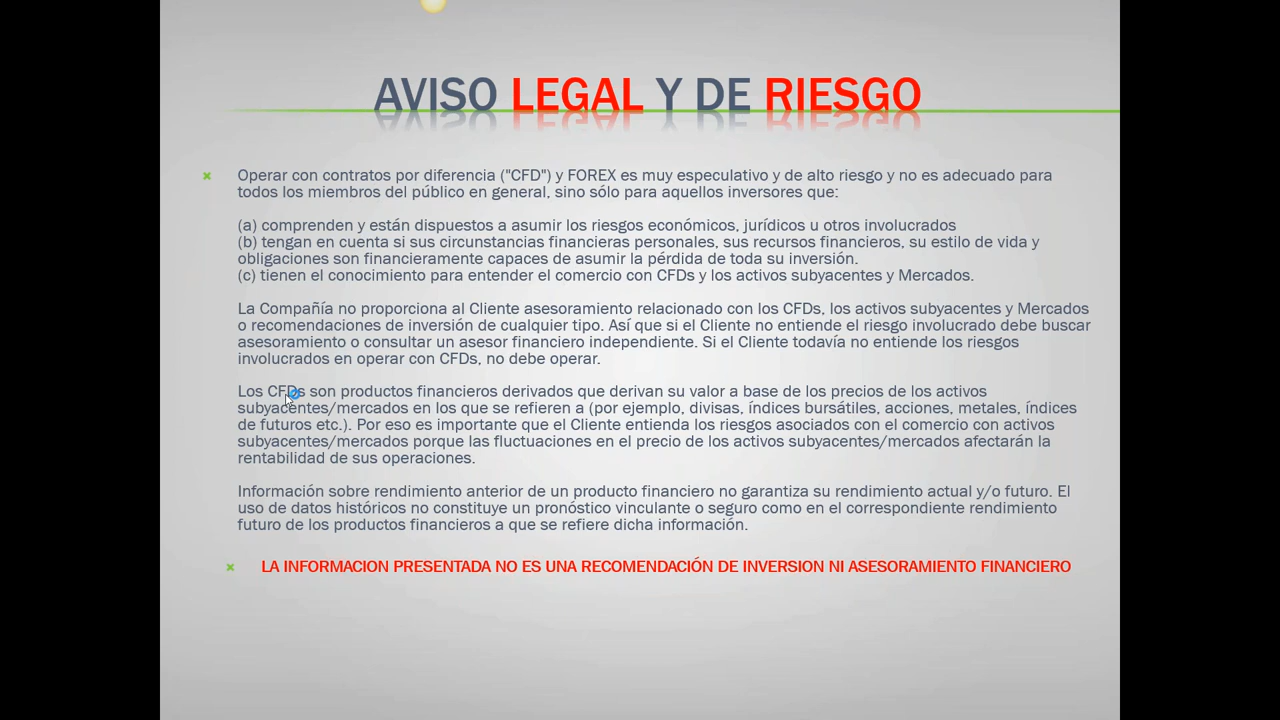 AVISO LEGAL Y DE RIESGO
Operar con contratos por diferencia ("CFD") y FOREX es muy especulativo y de alto riesgo y no es adecuado para
todos los miembros del público en general, sino sólo para aquellos inversores que:
(a) comprenden y están dispuestos a asumir los riesgos económicos, jurídicos u otros involucrados
(b) tengan en cuenta si sus circunstancias financieras personales, sus recursos financieros, su estilo de vida y
obligaciones son financieramente capaces de asumir la pérdida de toda su inversión.
(c) tienen el conocimiento para entender el comercio con CFDs y los activos subyacentes y Mercados.
La Compañía no proporciona al Cliente asesoramiento relacionado con los CFDs, los activos subyacentes y Mercados
o recomendaciones de inversión de cualquier tipo. Así que si el Cliente no entiende el riesgo involucrado debe buscar
asesoramiento o consultar un asesor financiero independiente. Si el Cliente todavía no entiende los riesgos
involucrados en operar con CFDs, no debe operar.
Los CFDs son productos financieros derivados que derivan su valor a base de los precios de los activos
subyacentes/mercados en los que se refieren a (por ejemplo, divisas, índices bursátiles, acciones, metales, índices
de futuros etc.). Por eso es importante que el Cliente entienda los riesgos asociados con el comercio con activos
subyacentes/mercados porque las fluctuaciones en el precio de los activos subyacentes/mercados afectarán la
rentabilidad de sus operaciones.
Información sobre rendimiento anterior de un producto financiero no garantiza su rendimiento actual y/o futuro. El
uso de datos históricos no constituye un pronóstico vinculante o seguro como en el correspondiente rendimiento
futuro de los productos financieros a que se refiere dicha información.
LA INFORMACION PRESENTADA NO ES UNA RECOMENDACIÓN DE INVERSION NI ASESORAMIENTO FINANCIERO